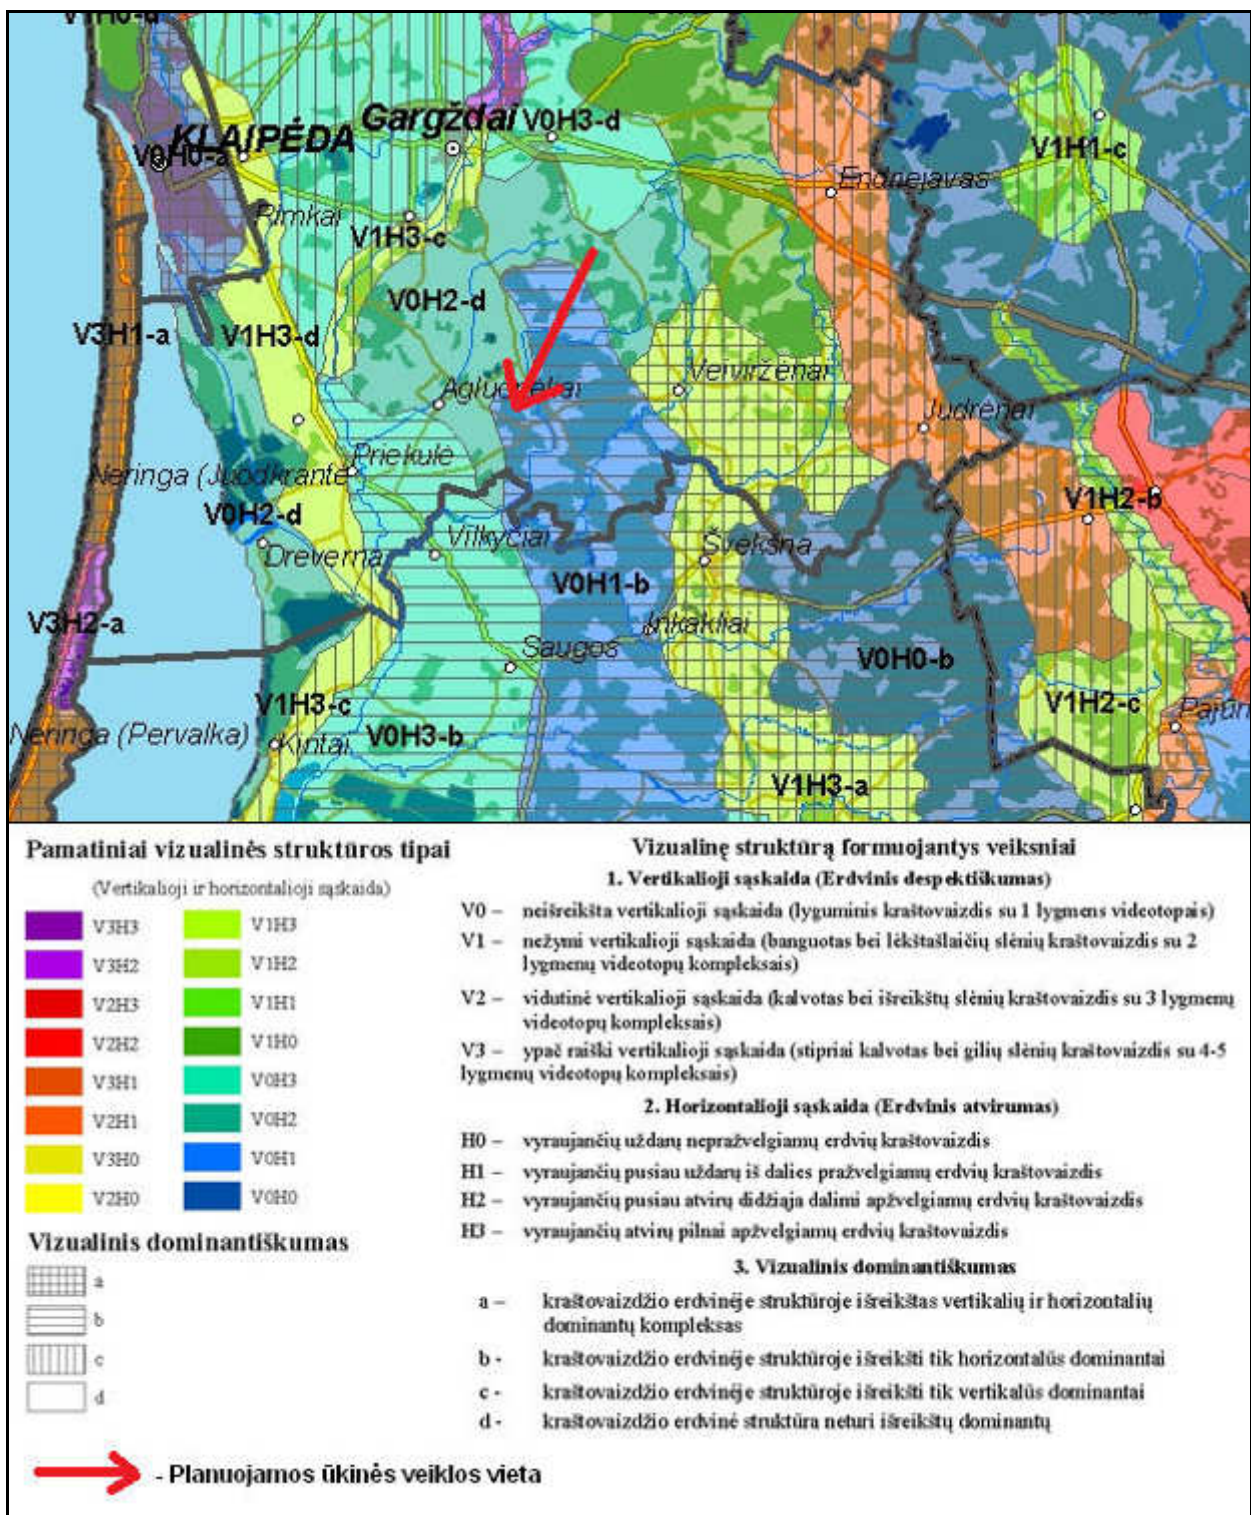 V1H0-d
KLAIPĖDA
Gargždai
V0H3-d
V0H0-a
V1H1-c
Endriejavas
Rimkai
V1H3-c
V0H2-d
V3H1-a
V1H3-d
Veiviržėnai
Agluonėnai
Judrėnai
Priekulė
Neringa (Juodkrantė
V1H2-b
V0H2-d
Vilkyčiai
Dreverna
Švėkšna
V0H1-b
V3H2-a
Inkakliai
Saugos
V0H0-b
V1H3-c
V1H2-c
Neringa (Pervalka)
Kintai
V0H3-b
V1H3-a
Pamatiniai vizualinės struktūros tipai
(Vertikalioji ir horizontalioji sąskaida)
V3H3
V1H3
V3H2
V1H2
V2H3
V1H1
V2H2
V1H0
V3H1
V0H3
V2H1
V0H2
V3H0
V0H1
V2H0
V0H0
Vizualinis dominantiškumas
a
b
c
d
Vizualinę struktūrą formuojantys veiksniai
1. Vertikalioji sąskaida (Erdvinis despektiškumas)
V0 – neišreikšta vertikalioji sąskaida (lyguminis kraštovaizdis su 1 lygmens videotopais)
V1 – nežymi vertikalioji sąskaida (banguotas bei lėkštašlaičių slėnių kraštovaizdis su 2
lygmenų videotopų kompleksais)
V2 – vidutinė vertikalioji sąskaida (kalvotas bei išreikštų slėnių kraštovaizdis su 3 lygmenų
videotopų kompleksais)
V3 – ypač raiški vertikalioji sąskaida (stipriai kalvotas bei gilių slėnių kraštovaizdis su 4-5
lygmenų videotopų kompleksais)
2. Horizontalioji sąskaida (Erdvinis atvirumas)
H0 – vyraujančių uždarų nepražvelgiamų erdvių kraštovaizdis
H1 – vyraujančių pusiau uždarų iš dalies pražvelgiamų erdvių kraštovaizdis
H2 – vyraujančių pusiau atvirų didžiąja dalimi apžvelgiamų erdvių kraštovaizdis
H3 – vyraujančių atvirų pilnai apžvelgiamų erdvių kraštovaizdis
3. Vizualinis dominantiškumas
a – kraštovaizdžio erdvinėje struktūroje išreikštas vertikalių ir horizontalių
dominantų kompleksas
b - kraštovaizdžio erdvinėje struktūroje išreikšti tik horizontalūs dominantai
c - kraštovaizdžio erdvinėje struktūroje išreikšti tik vertikalūs dominantai
d - kraštovaizdžio erdvinė struktūra neturi išreikštų dominantų
- Planuojamos ūkinės veiklos vieta